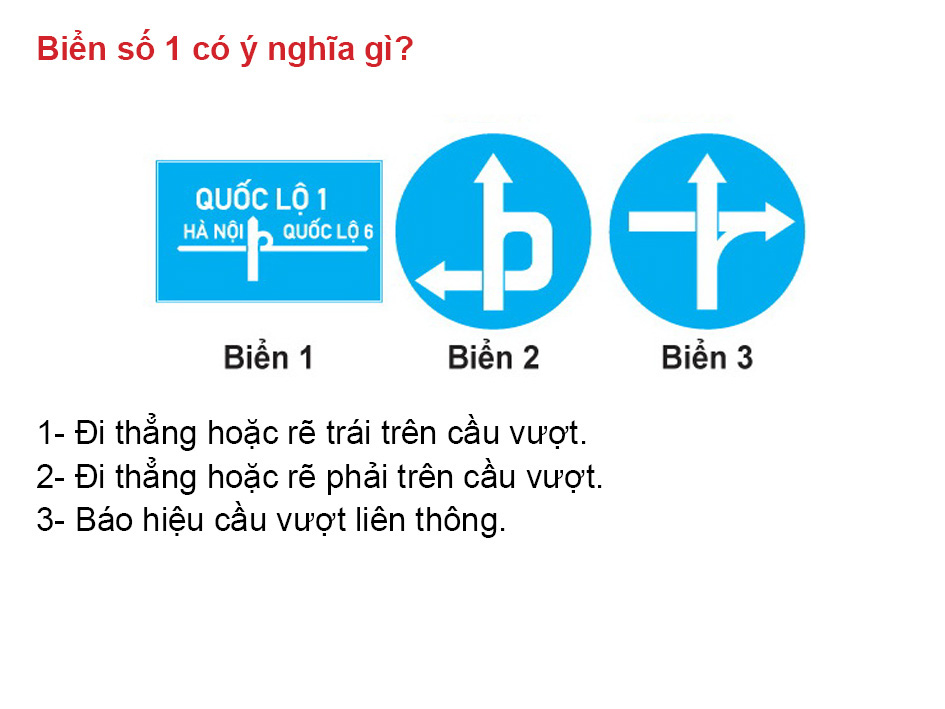 Biển số 1 có ý nghĩa gì?
QUỐC LỘ 1
HÀ NỘI QUỐC LỘ 6
Biển 1 Biển 2 Biển 3
1- Đi thẳng hoặc rẽ trái trên cầu vượt.
2- Đi thẳng hoặc rẽ phải trên cầu vượt.
3- Báo hiệu cầu vượt liên thông.